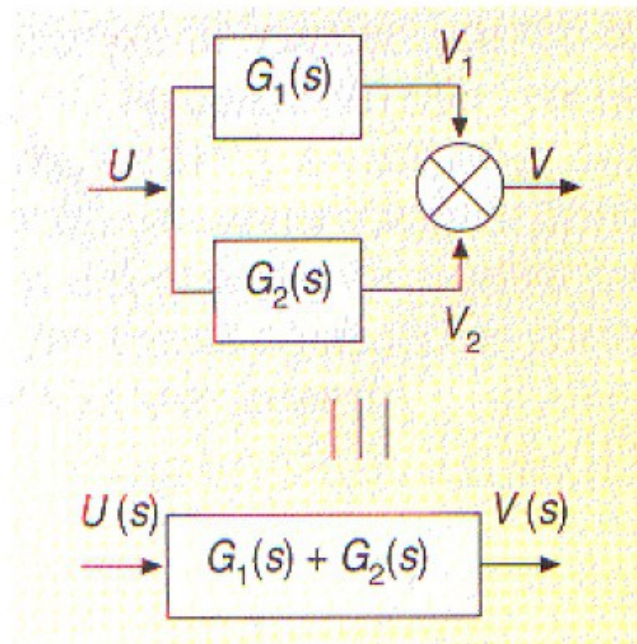 G₁(s)
V₁
U
V
G₂(s)
V₂
U(s)
V(s)
G₁(s) + G₂(s)